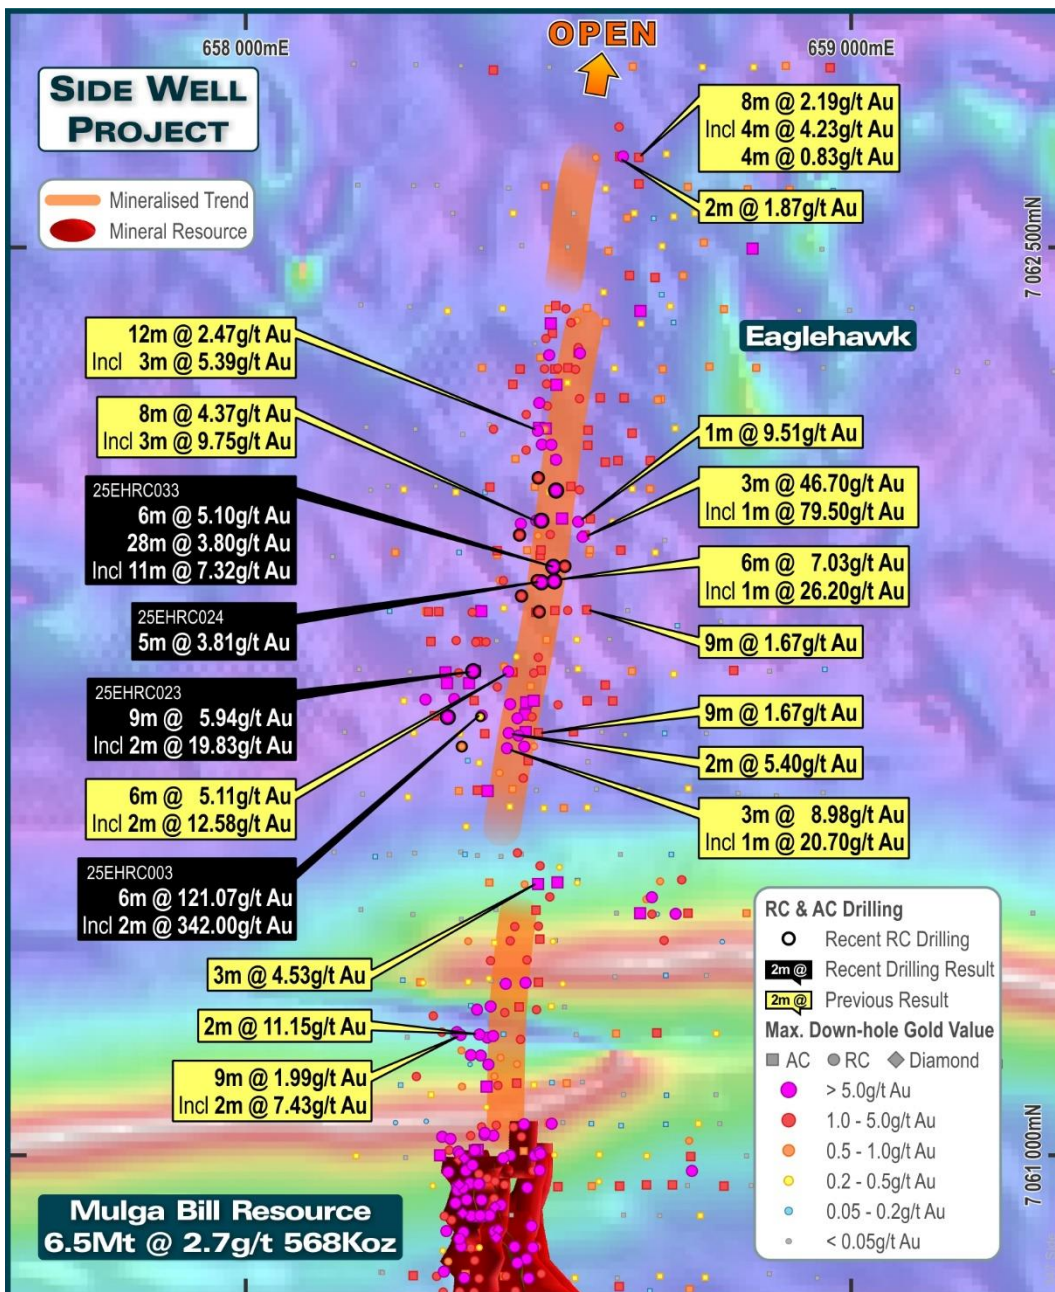 OPEN
658 000mE
659 000mE
SIDE WELL
PROJECT
Mineralised Trend
Mineral Resource
8m @ 2.19g/t Au
Incl 4m @ 4.23g/t Au
4m @ 0.83g/t Au
2m @ 1.87g/t Au
7 062 500mN
Eaglehawk
12m @ 2.47g/t Au
Incl 3m @ 5.39g/t Au
8m @ 4.37g/t Au
Incl 3m @ 9.75g/t Au
1m @ 9.51g/t Au
3m @ 46.70g/t Au
Incl 1m @ 79.50g/t Au
25EHRC033
6m @ 5.10g/t Au
28m @ 3.80g/t Au
Incl 11m @ 7.32g/t Au
6m @ 7.03g/t Au
Incl 1m @ 26.20g/t Au
25EHRC024
5m @ 3.81g/t Au
9m @ 1.67g/t Au
25EHRC023
9m @ 5.94g/t Au
Incl 2m @ 19.83g/t Au
9m @ 1.67g/t Au
2m @ 5.40g/t Au
6m @ 5.11g/t Au
Incl 2m @ 12.58g/t Au
3m @ 8.98g/t Au
Incl 1m @ 20.70g/t Au
25EHRC003
6m @ 121.07g/t Au
Incl 2m @ 342.00g/t Au
3m @ 4.53g/t Au
2m @ 11.15g/t Au
9m @ 1.99g/t Au
Incl 2m @ 7.43g/t Au
RC & AC Drilling
Recent RC Drilling
2m @ Recent Drilling Result
2m @ Previous Result
Max. Down-hole Gold Value
AC RC Diamond
> 5.0g/t Au
1.0 - 5.0g/t Au
0.5 - 1.0g/t Au
0.2 - 0.5g/t Au
0.05 - 0.2g/t Au
< 0.05g/t Au
7 061 000mN
Mulga Bill Resource
6.5Mt @ 2.7g/t 568Koz